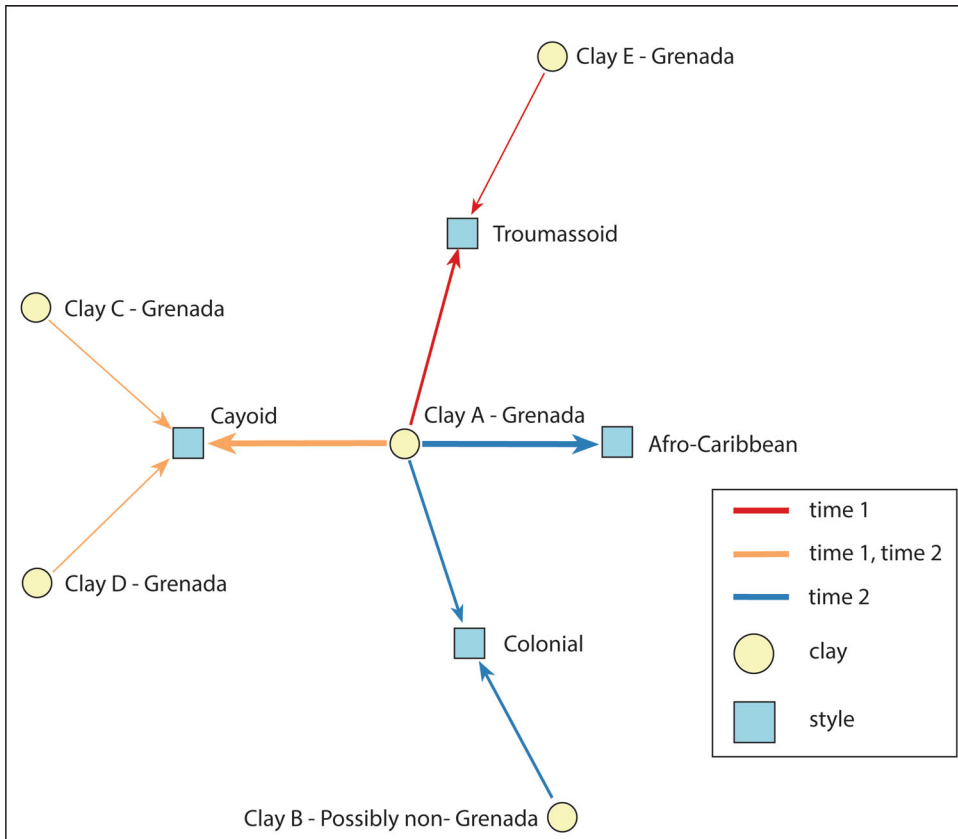 Clay E - Grenada
Troumassoid
Clay C - Grenada
Cayoid
Clay A - Grenada
Afro-Caribbean
Clay D - Grenada
Colonial
Clay B - Possibly non- Grenada
time 1
time 1, time 2
time 2
clay
style